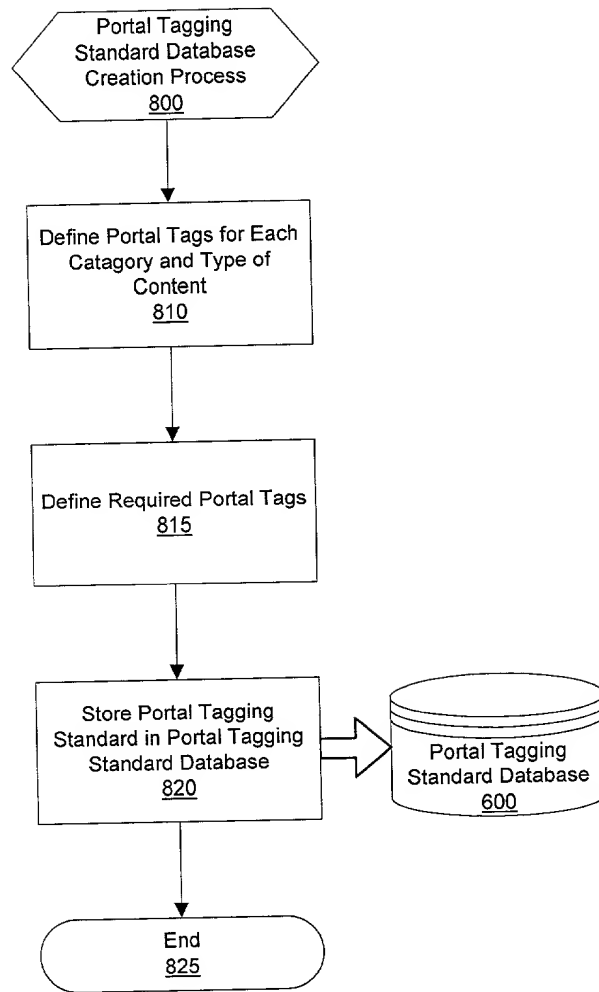 Portal Tagging
Standard Database
Creation Process
800
Define Portal Tags for Each
Catagory and Type of
Content
810
Define Required Portal Tags
815
Store Portal Tagging
Standard in Portal Tagging
Standard Database
820
Portal Tagging
Standard Database
600
End
825